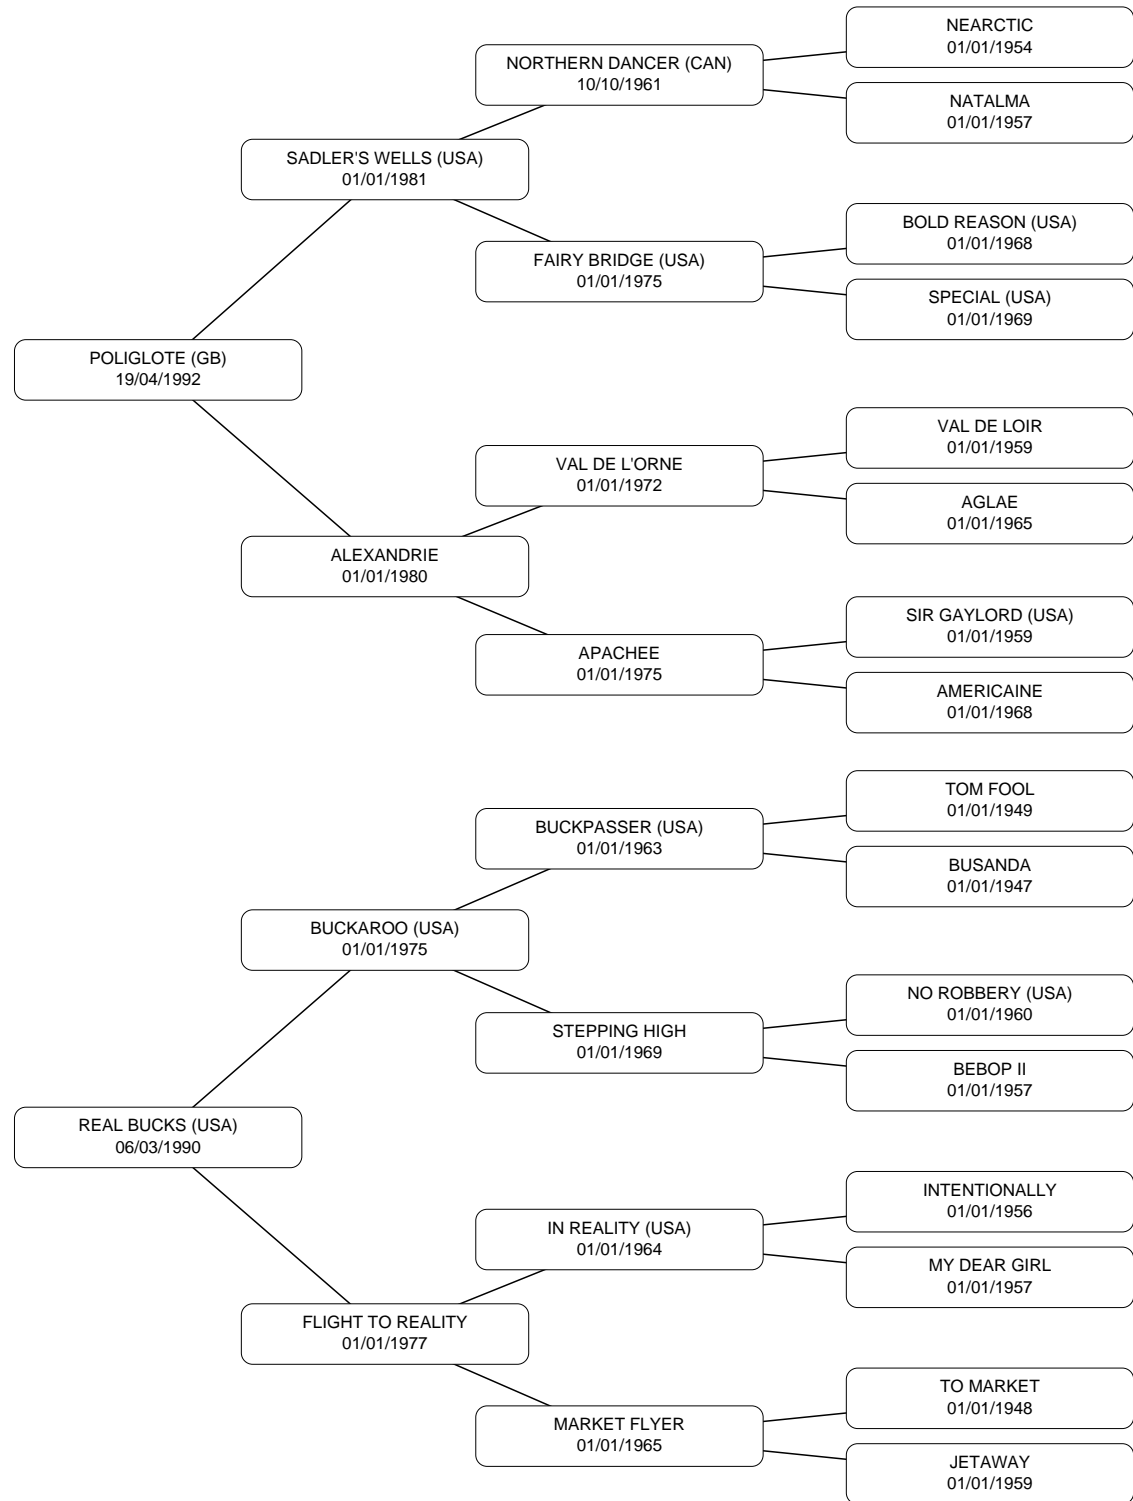 NEARCTIC
01/01/1954
NORTHERN DANCER (CAN)
10/10/1961
NATALMA
01/01/1957
SADLER'S WELLS (USA)
01/01/1981
BOLD REASON (USA)
01/01/1968
FAIRY BRIDGE (USA)
01/01/1975
SPECIAL (USA)
01/01/1969
POLIGLOTE (GB)
19/04/1992
VAL DE LOIR
01/01/1959
VAL DE L'ORNE
01/01/1972
AGLAE
01/01/1965
ALEXANDRIE
01/01/1980
SIR GAYLORD (USA)
01/01/1959
APACHEE
01/01/1975
AMERICAINE
01/01/1968
TOM FOOL
01/01/1949
BUCKPASSER (USA)
01/01/1963
BUSANDA
01/01/1947
BUCKAROO (USA)
01/01/1975
NO ROBBERY (USA)
01/01/1960
STEPPING HIGH
01/01/1969
BEBOP II
01/01/1957
REAL BUCKS (USA)
06/03/1990
INTENTIONALLY
01/01/1956
IN REALITY (USA)
01/01/1964
MY DEAR GIRL
01/01/1957
FLIGHT TO REALITY
01/01/1977
TO MARKET
01/01/1948
MARKET FLYER
01/01/1965
JETAWAY
01/01/1959